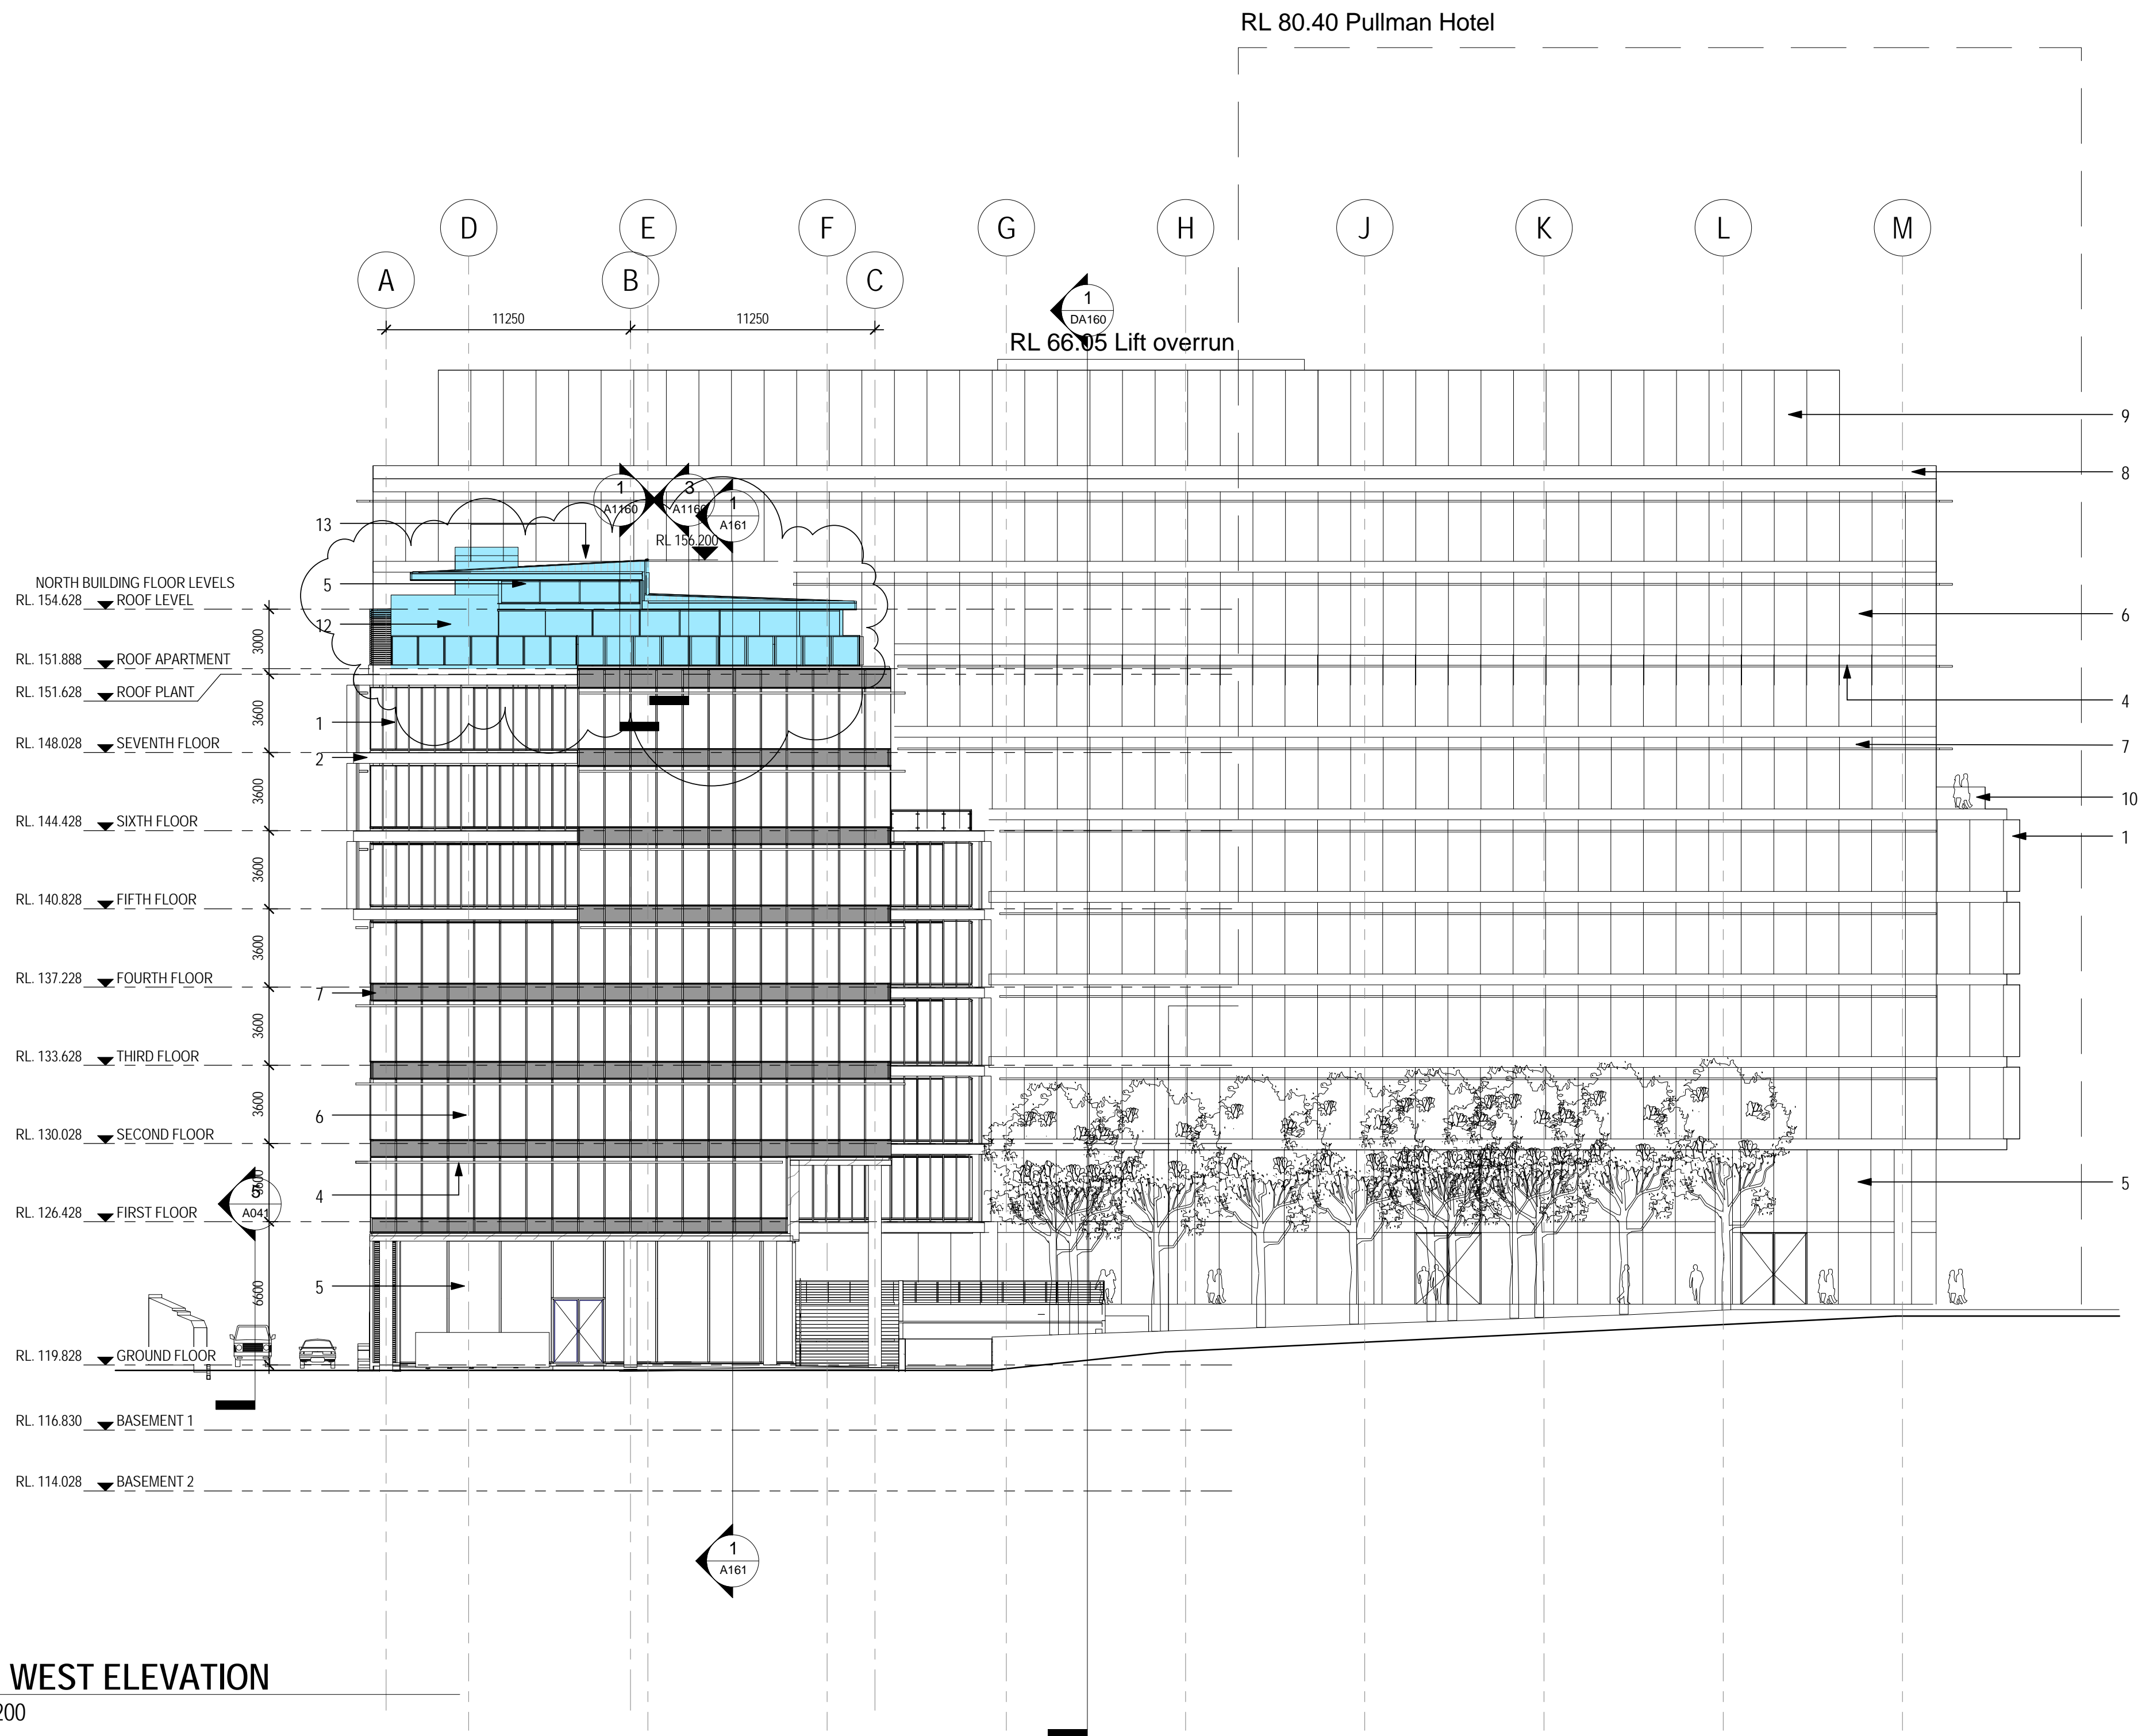 RL 80.40 Pullman Hotel
D E F G H J K L M
A B C
11250 11250
1
DA160
RL 66.05 Lift overrun
9
8
1
A1160
3
A1160
1
A161
13
RL 156.200
NORTH BUILDING FLOOR LEVELS
5
RL. 154.628 ROOF LEVEL
6
12
3000
RL. 151.888 ROOF APARTMENT
RL. 151.628 ROOF PLANT
4
3600
1
RL. 148.028 SEVENTH FLOOR
7
2
3600
10
RL. 144.428 SIXTH FLOOR
1
3600
RL. 140.828 FIFTH FLOOR
3600
RL. 137.228 FOURTH FLOOR
7
3600
RL. 133.628 THIRD FLOOR
3600
6
RL. 130.028 SECOND FLOOR
3600
5
4
5
A041
RL. 126.428 FIRST FLOOR
6600
5
RL. 119.828 GROUND FLOOR
RL. 116.830 BASEMENT 1
RL. 114.028 BASEMENT 2
1
A161
WEST ELEVATION
200